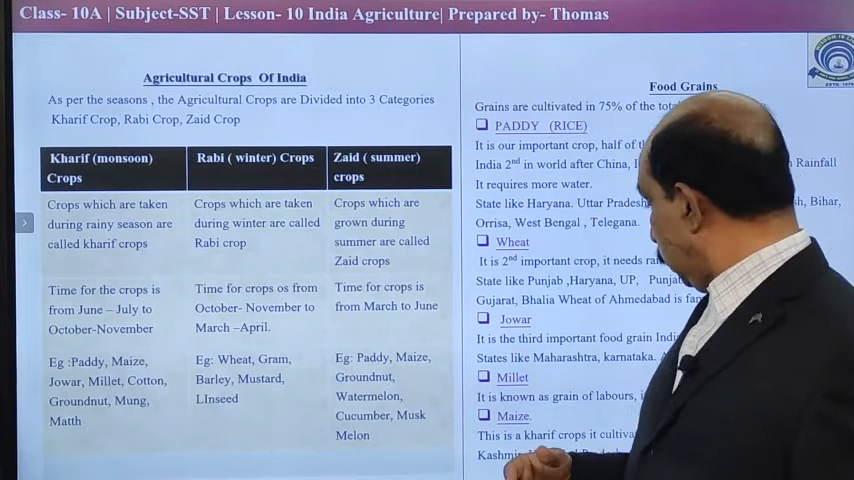 Class- 10A | Subject-SST | Lesson- 10 India Agriculture| Prepared by- Thomas
Agricultural Crops Of India
As per the seasons , the Agricultural Crops are Divided into 3 Categories
Kharif Crop, Rabi Crop, Zaid Crop
Kharif (monsoon)
Crops
Rabi ( winter) Crops
Zaid ( summer)
crops
Crops which are taken
during rainy season are
called kharif crops
Crops which are taken
during winter are called
Rabi crop
Crops which are
grown during
summer are called
Zaid crops
Time for the crops is
from June – July to
October-November
Time for crops os from
October- November to
March –April.
Time for crops is
from March to June
Eg :Paddy, Maize,
Jowar, Millet, Cotton,
Groundnut, Mung,
Matth
Eg: Wheat, Gram,
Barley, Mustard,
LInseed
Eg: Paddy, Maize,
Groundnut,
Watermelon,
Cucumber, Musk
Melon
Food Grains
Grains are cultivated in 75% of the
PADDY (RICE)
It is our important crop, half of
India 2nd in world after China, Rainfall
It requires more water.
State like Haryana. Uttar Pradesh Bihar,
Orrisa, West Bengal , Telegana.
Wheat
It is 2nd important crop, it needs
State like Punjab ,Haryana, UP,
Gujarat, Bhalia Wheat of Ahmedabad is
Jowar
It is the third important food grain
States like Maharashtra, karnataka.
Millet
It is known as grain of labours,
Maize.
This is a kharif crops it